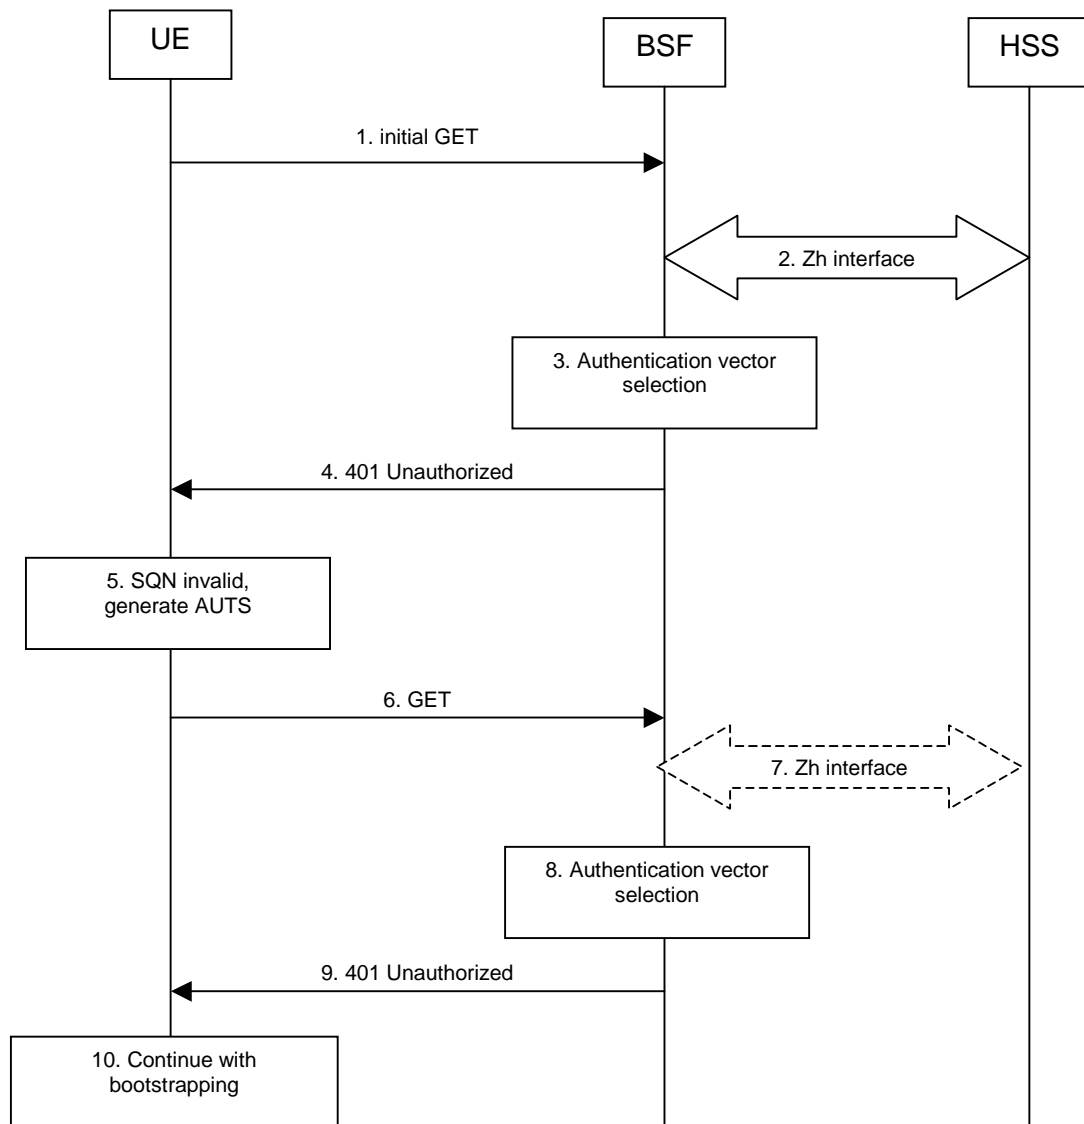 UE
BSF
HSS
1. initial GET
2. Zh interface
3. Authentication vector
selection
4. 401 Unauthorized
5. SQN invalid,
generate AUTS
6. GET
7. Zh interface
8. Authentication vector
selection
9. 401 Unauthorized
10. Continue with
bootstrapping